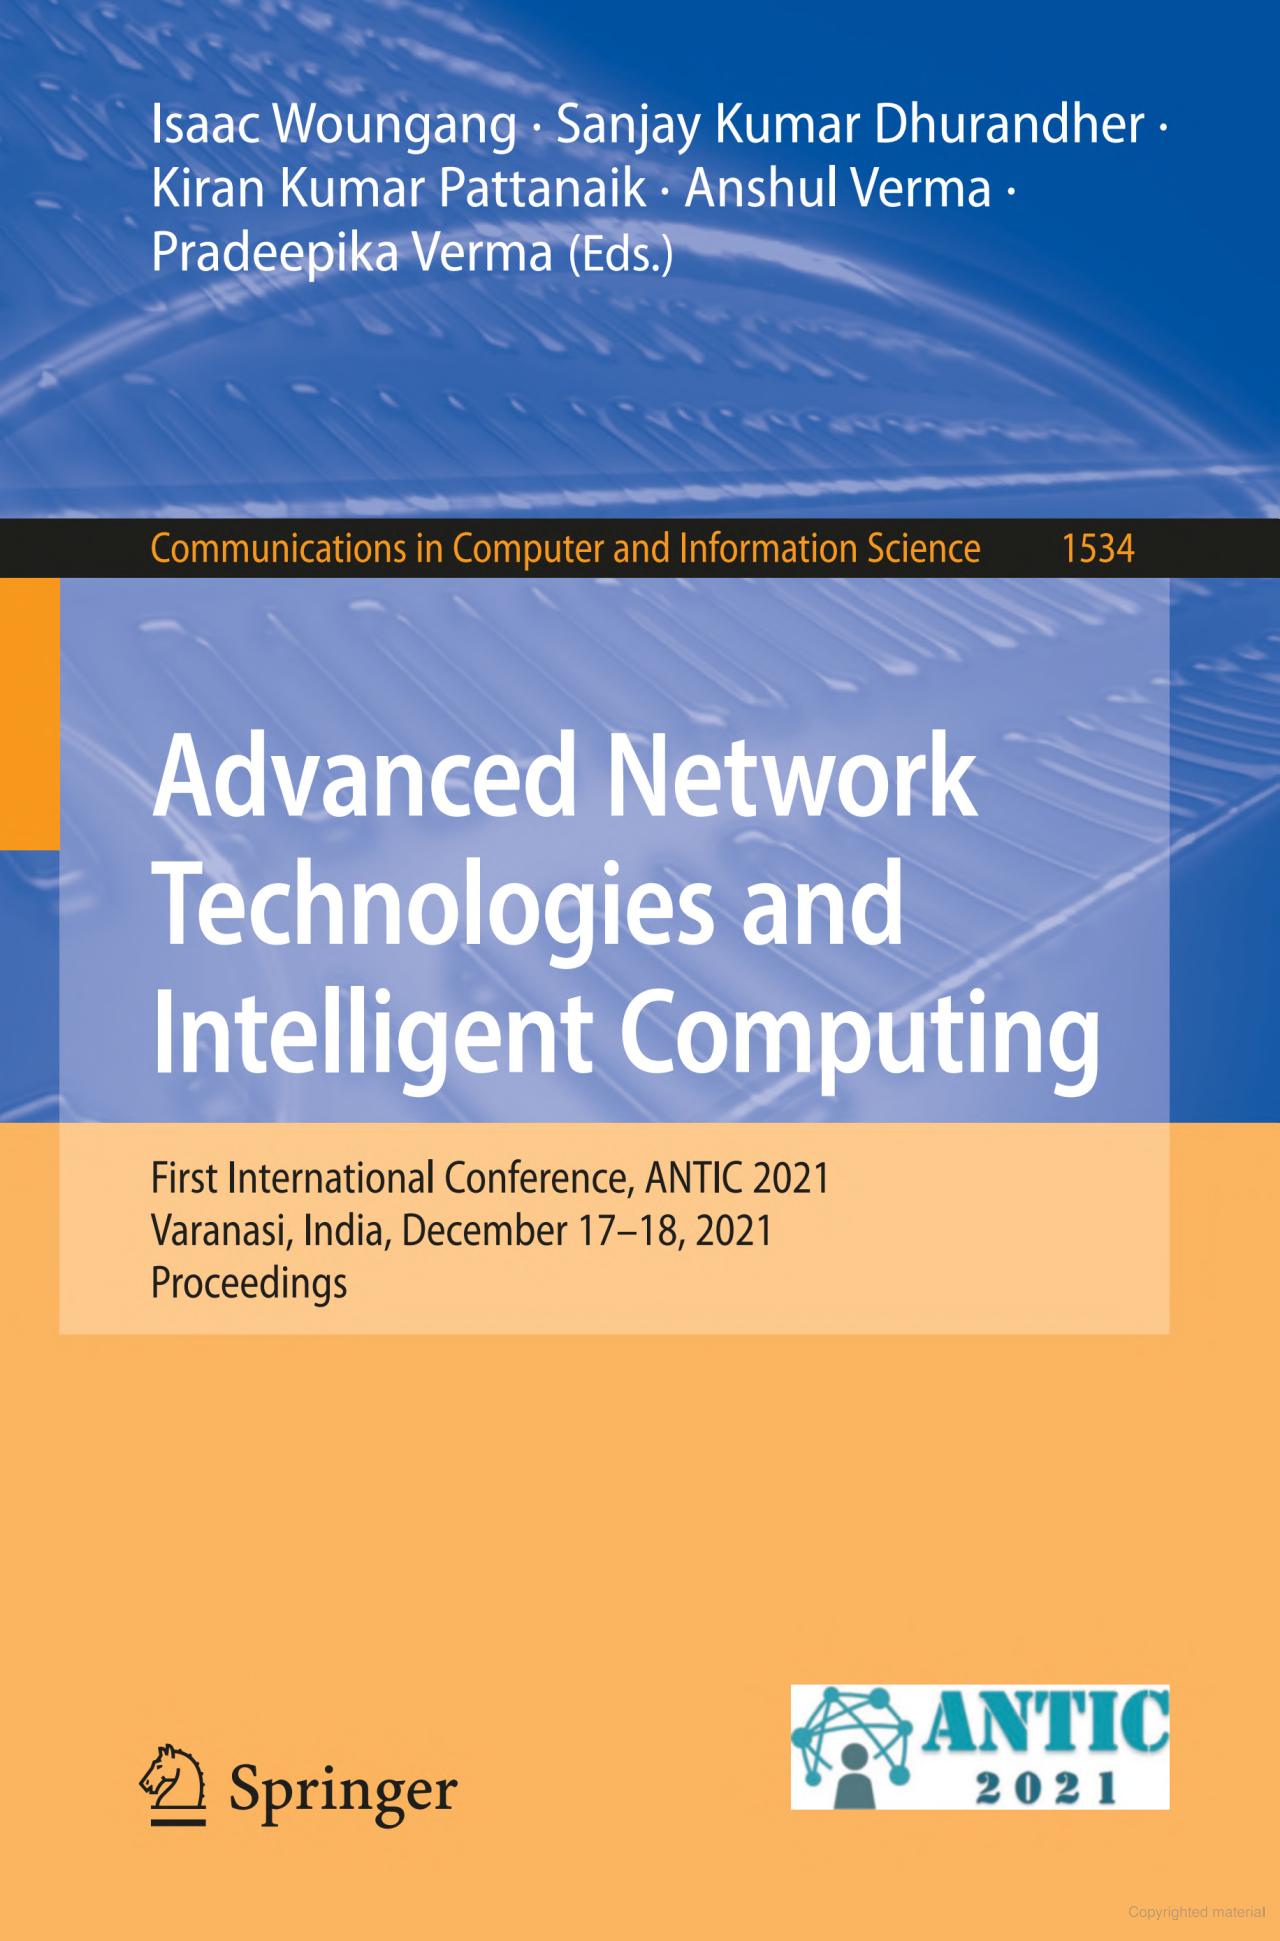 Isaac Woungang · Sanjay Kumar Dhurandher ·
Kiran Kumar Pattanaik · Anshul Verma ·
Pradeepika Verma (Eds.)
Communications in Computer and Information Science 1534
Advanced Network
Technologies and
Intelligent Computing
First International Conference, ANTIC 2021
Varanasi, India, December 17–18, 2021
Proceedings
ANTIC
2021
Springer
Copyrighted material